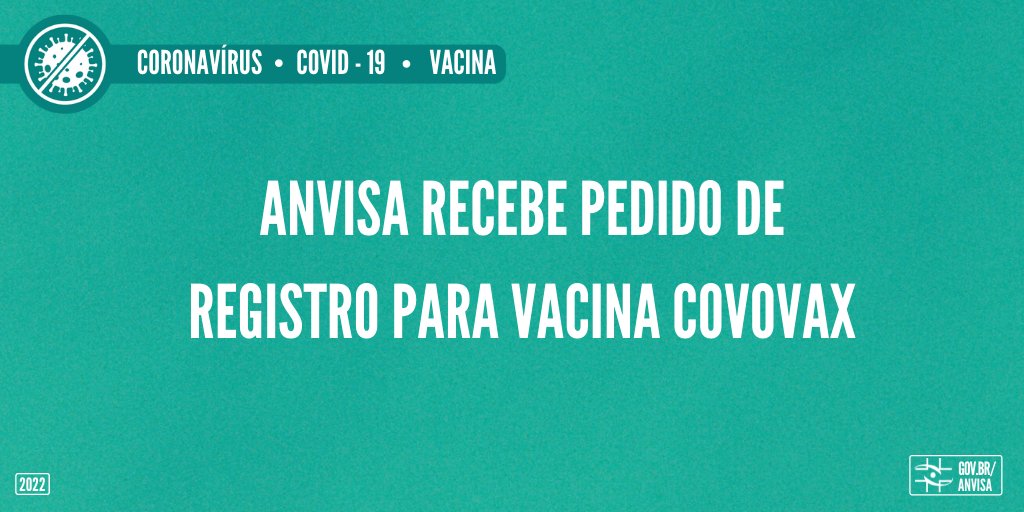 CORONAVÍRUS • COVID - 19 • VACINA
ANVISA RECEBE PEDIDO DE
REGISTRO PARA VACINA COVOVAX
2022
GOV.BR/
ANVISA